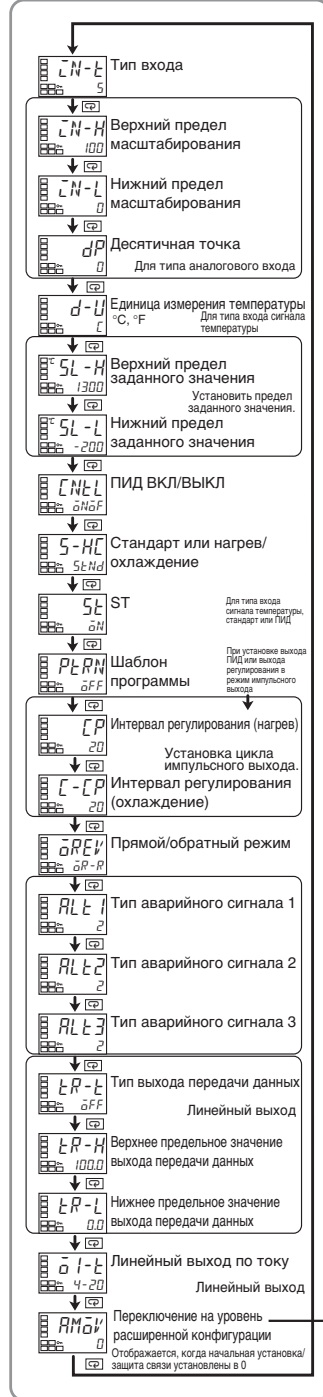 ĪN-t Тип входа
5
ĪN-H Верхний предел
100 масштабирования
ĪN-L Нижний предел
0 масштабирования
dP Десятичная точка
0 Для типа аналогового входа
d-U Единица измерения температуры
C °C, °F Для типа входа сигнала
температуры
°C SL-H Верхний предел
1300 заданного значения
Установить предел
заданного значения.
°C SL-L Нижний предел
-200 заданного значения
CNtL ПИД ВКЛ/ВЫКЛ
ōNōF
S-HC Стандарт или нагрев/
StNd охлаждение
St ST
ōN
Для типа входа
сигнала температуры,
стандарт или ПИД
PtRN Шаблон
ōFF программы
При установке выхода
ПИД или выхода
регулирования в
режим импульсного
выхода
CP Интервал регулирования (нагрев)
20 Установка цикла
импульсного выхода.
C-CP Интервал регулирования
20 (охлаждение)
ōREV Прямой/обратный режим
ōR-R
ALt1 Тип аварийного сигнала 1
2
ALt2 Тип аварийного сигнала 2
2
ALt3 Тип аварийного сигнала 3
2
tR-t Тип выхода передачи данных
ōFF Линейный выход
tR-H Верхнее предельное значение
100.0 выхода передачи данных
tR-L Нижнее предельное значение
0.0 выхода передачи данных
ō1-t Линейный выход по току
4-20 Линейный выход
AMōV Переключение на уровень
0 расширенной конфигурации
Отображается, когда начальная установка/
защита связи установлены в 0